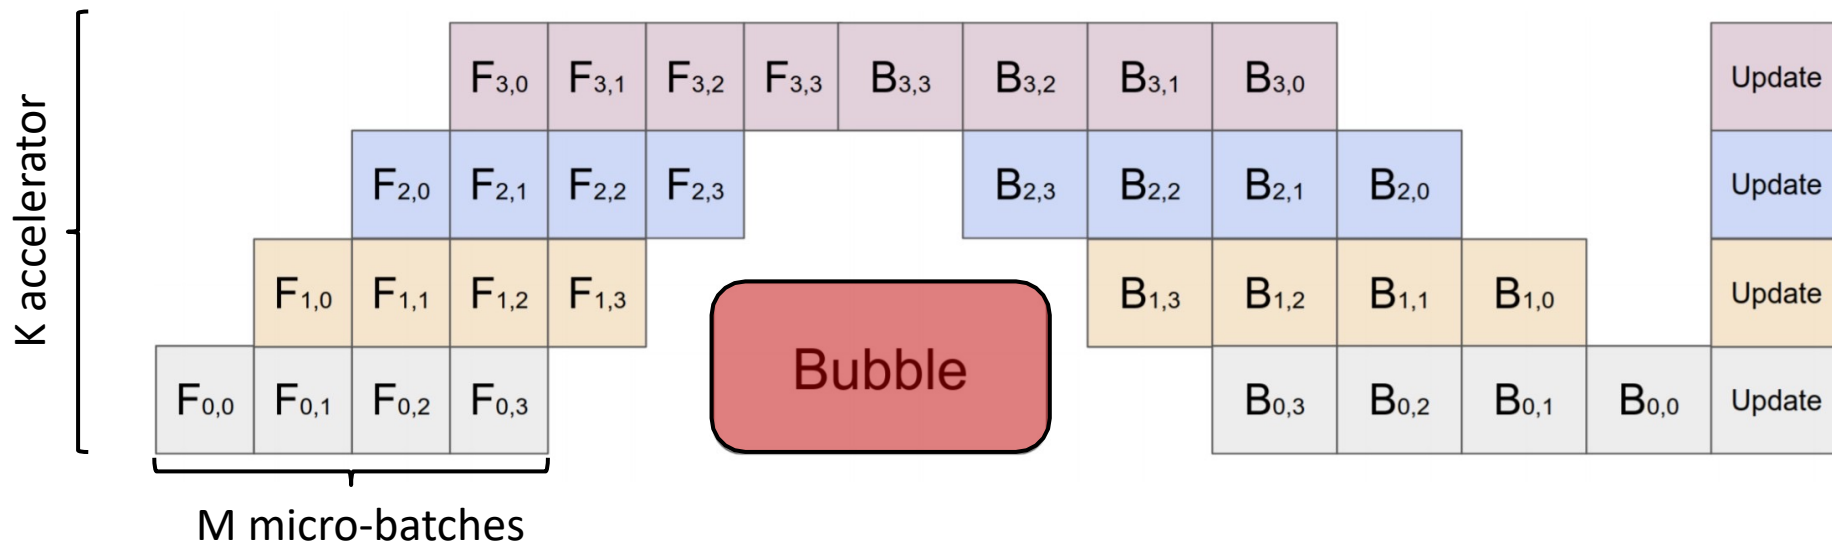 K accelerator
F3,0 F3,1 F3,2 F3,3 B3,3 B3,2 B3,1 B3,0 Update
F2,0 F2,1 F2,2 F2,3 B2,3 B2,2 B2,1 B2,0 Update
F1,0 F1,1 F1,2 F1,3 B1,3 B1,2 B1,1 B1,0 Update
Bubble
F0,0 F0,1 F0,2 F0,3 B0,3 B0,2 B0,1 B0,0 Update
M micro-batches